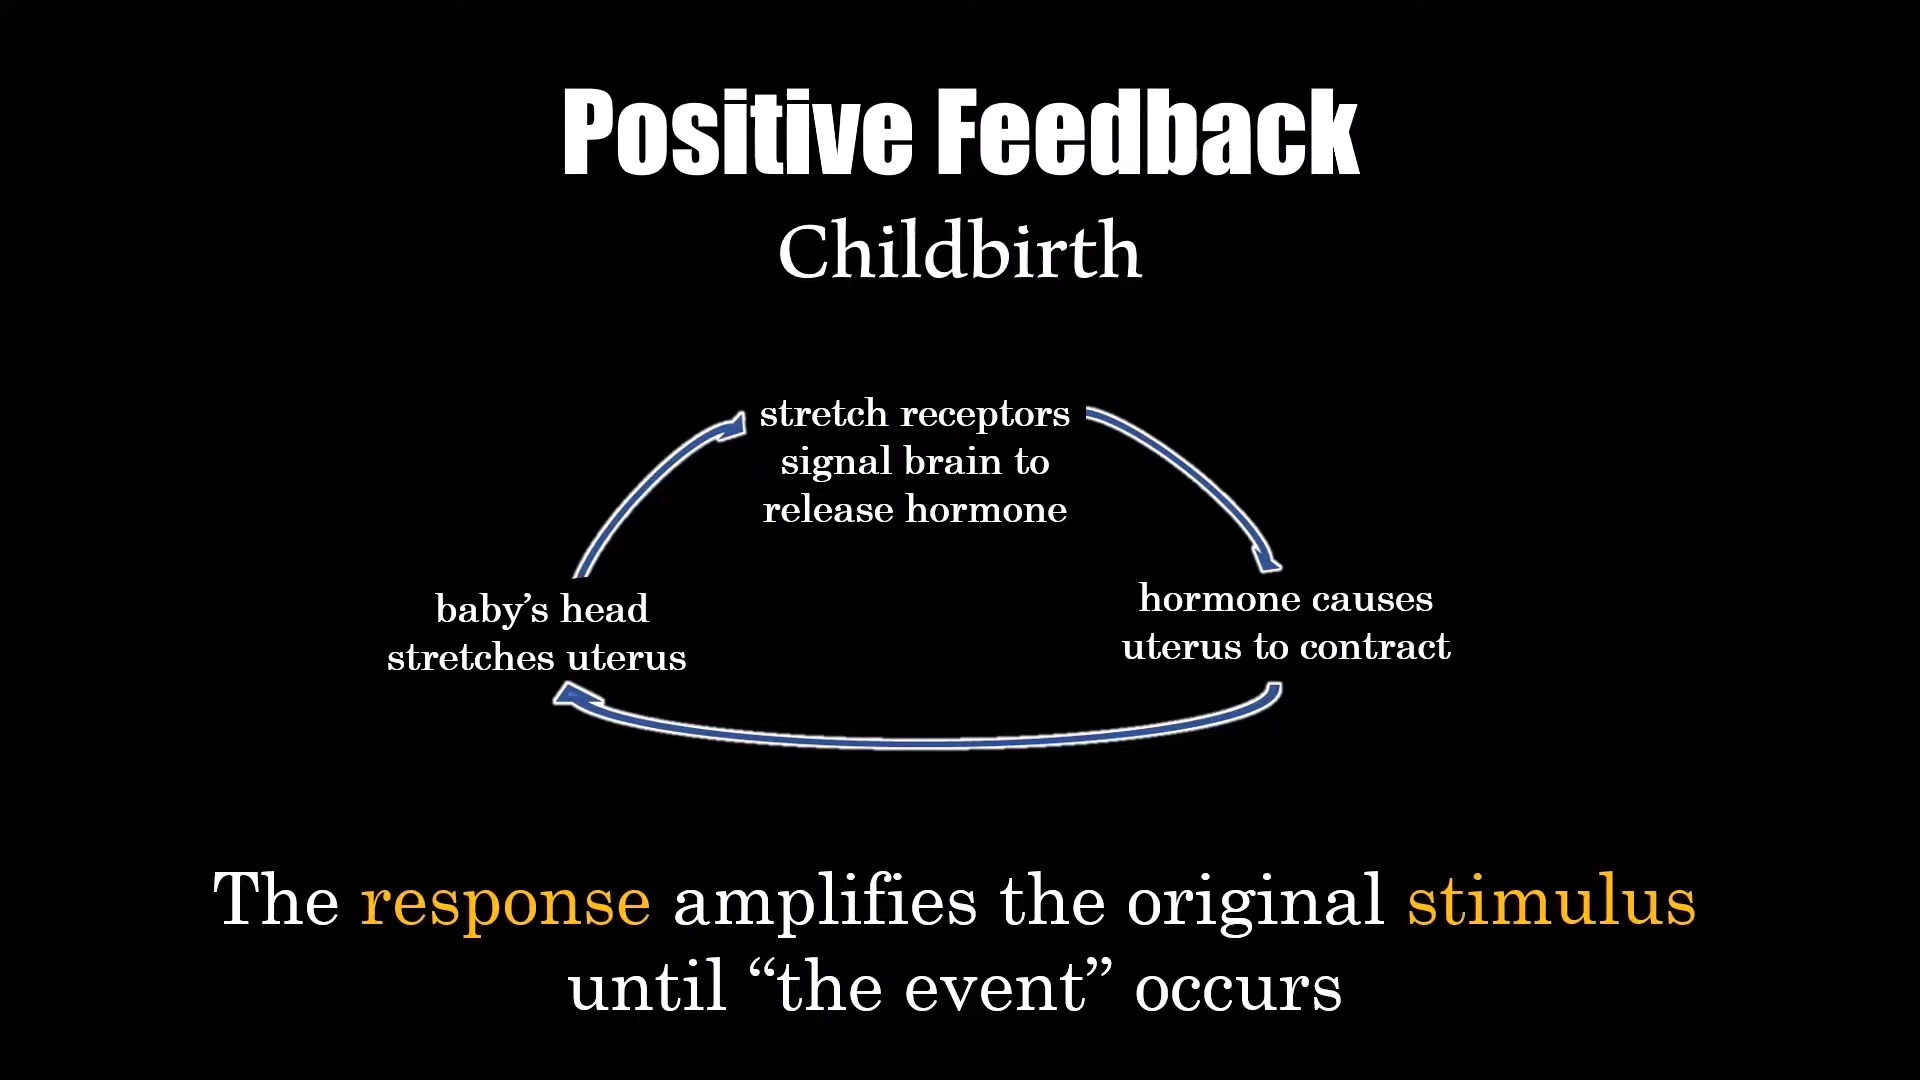 Positive Feedback
Childbirth
stretch receptors
signal brain to
release hormone
baby’s head
stretches uterus
hormone causes
uterus to contract
The response amplifies the original stimulus
until “the event” occurs